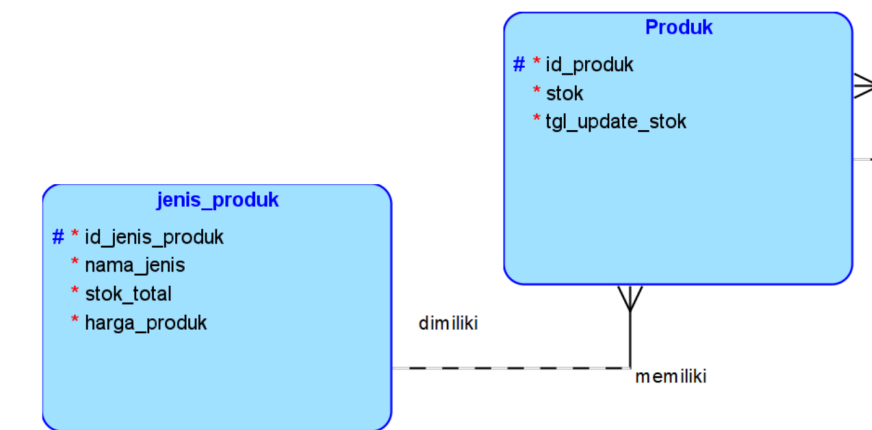 Produk
# * id_produk
* stok
* tgl_update_stok
jenis_produk
# * id_jenis_produk
* nama_jenis
* stok_total
* harga_produk
dimiliki
memiliki